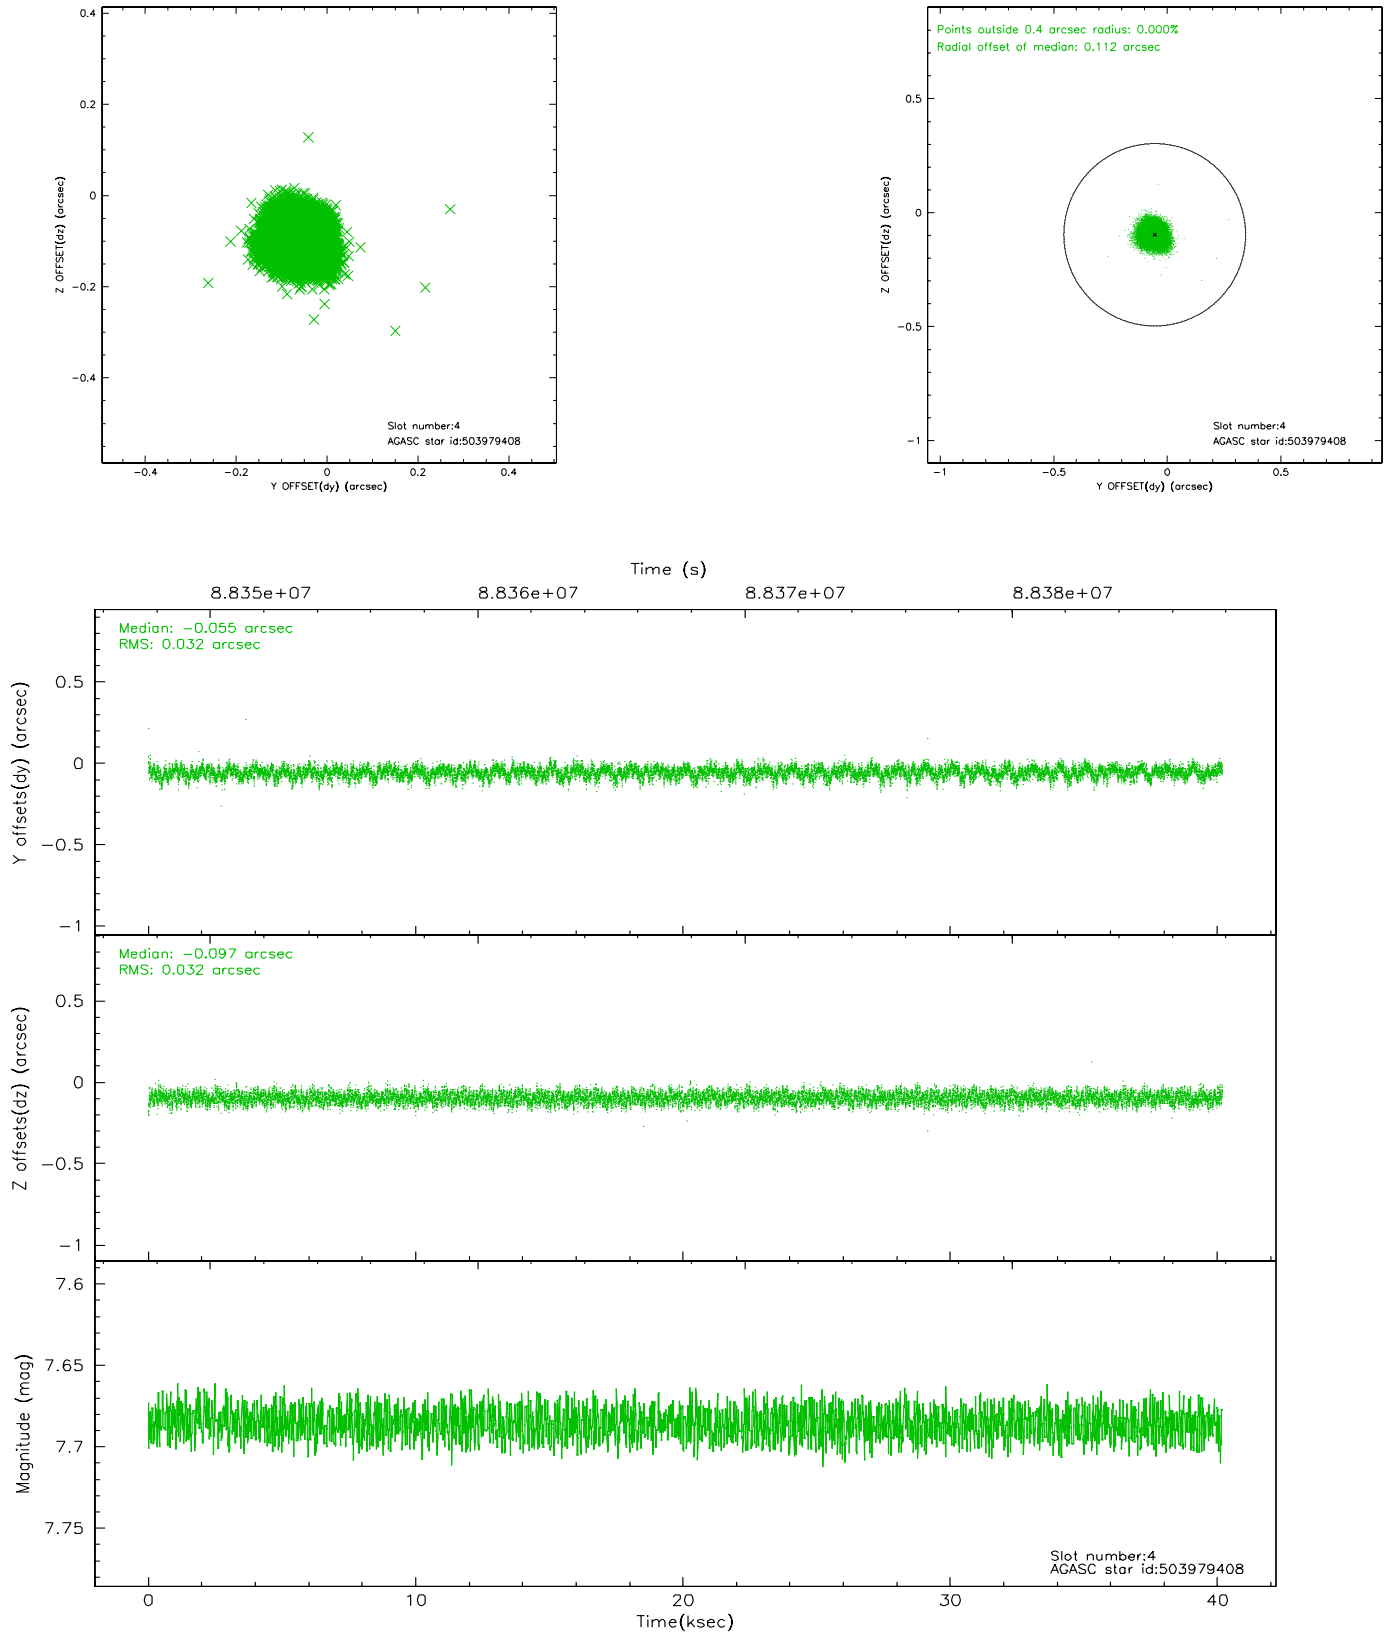 0.4
0.2
0
−0.2
−0.4
Z OFFSET(dz) (arcsec)
−0.4 −0.2 0 0.2 0.4
Y OFFSET(dy) (arcsec)
Slot number:4
AGASC star id:503979408
Points outside 0.4 arcsec radius: 0.000%
Radial offset of median: 0.112 arcsec
0.5
0
−0.5
−1
Z OFFSET(dz) (arcsec)
−1 −0.5 0 0.5
Y OFFSET(dy) (arcsec)
Slot number:4
AGASC star id:503979408
Time (s)
8.835e+07 8.836e+07 8.837e+07 8.838e+07
Median: −0.055 arcsec
RMS: 0.032 arcsec
0.5
0
−0.5
−1
Y offsets(dy) (arcsec)
Median: −0.097 arcsec
RMS: 0.032 arcsec
0.5
0
−0.5
−1
Z offsets(dz) (arcsec)
7.6
7.65
7.7
7.75
Magnitude (mag)
Slot number:4
AGASC star id:503979408
0 10 20 30 40
Time(ksec)